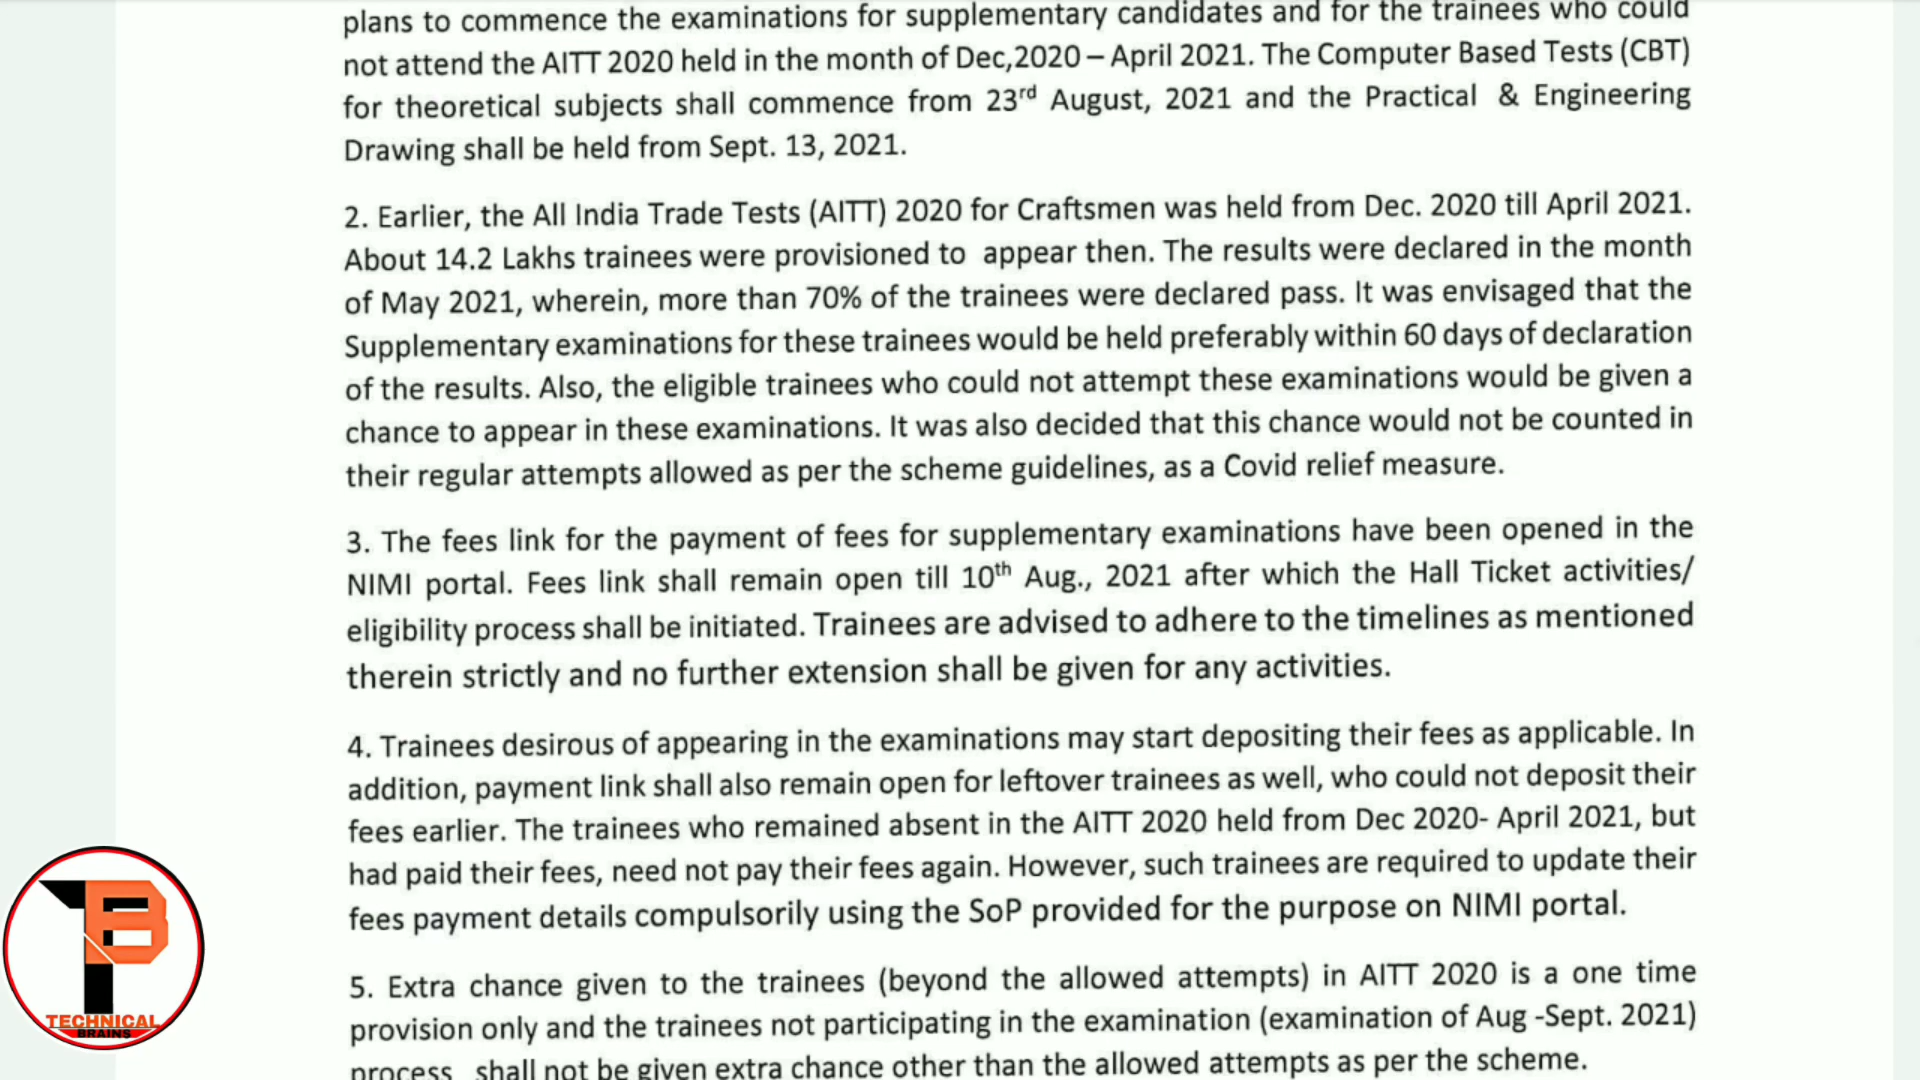 plans to commence the examinations for supplementary candidates and for the trainees who could
not attend the AITT 2020 held in the month of Dec,2020 – April 2021. The Computer Based Tests (CBT)
for theoretical subjects shall commence from 23rd August, 2021 and the Practical & Engineering
Drawing shall be held from Sept. 13, 2021.
2. Earlier, the All India Trade Tests (AITT) 2020 for Craftsmen was held from Dec. 2020 till April 2021.
About 14.2 Lakhs trainees were provisioned to appear then. The results were declared in the month
of May 2021, wherein, more than 70% of the trainees were declared pass. It was envisaged that the
Supplementary examinations for these trainees would be held preferably within 60 days of declaration
of the results. Also, the eligible trainees who could not attempt these examinations would be given a
chance to appear in these examinations. It was also decided that this chance would not be counted in
their regular attempts allowed as per the scheme guidelines, as a Covid relief measure.
3. The fees link for the payment of fees for supplementary examinations have been opened in the
NIMI portal. Fees link shall remain open till 10th Aug., 2021 after which the Hall Ticket activities/
eligibility process shall be initiated. Trainees are advised to adhere to the timelines as mentioned
therein strictly and no further extension shall be given for any activities.
4. Trainees desirous of appearing in the examinations may start depositing their fees as applicable. In
addition, payment link shall also remain open for leftover trainees as well, who could not deposit their
fees earlier. The trainees who remained absent in the AITT 2020 held from Dec 2020- April 2021, but
had paid their fees, need not pay their fees again. However, such trainees are required to update their
fees payment details compulsorily using the SoP provided for the purpose on NIMI portal.
5. Extra chance given to the trainees (beyond the allowed attempts) in AITT 2020 is a one time
provision only and the trainees not participating in the examination (examination of Aug -Sept. 2021)
process shall not be given extra chance other than the allowed attempts as per the scheme.
TB
TECHNICAL
BRAINS